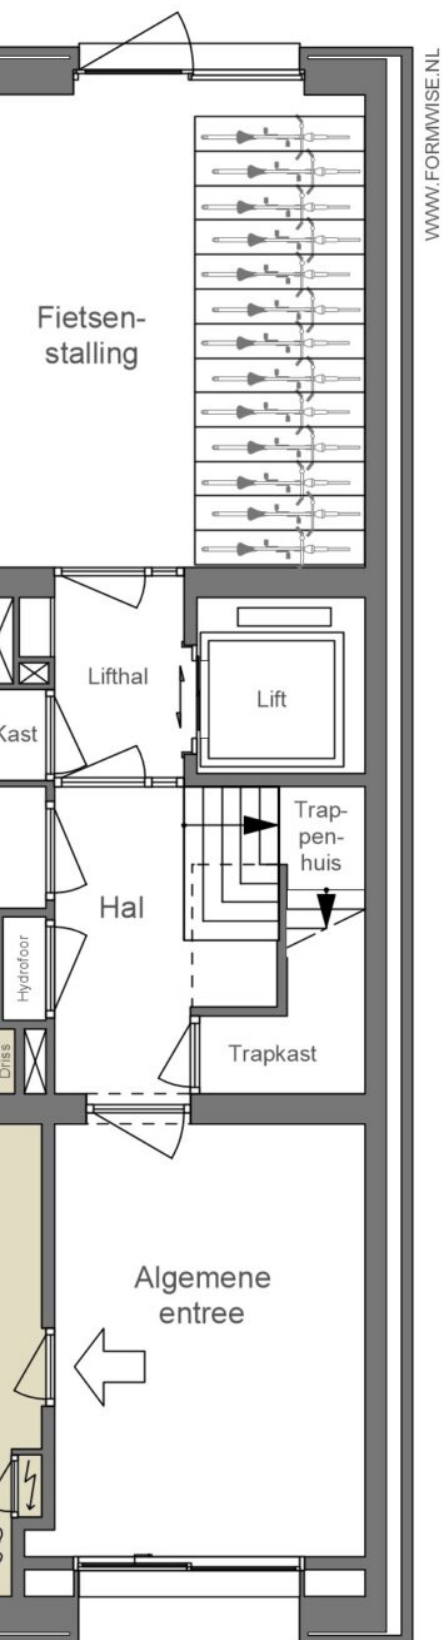 WWW.FORMWISE.NL
Fietsen-
stalling
Lifthal
Lift
Kast
Trap-
pen-
huis
Hal
Hydrofoor
Trapkast
Driss
Algemene
entree